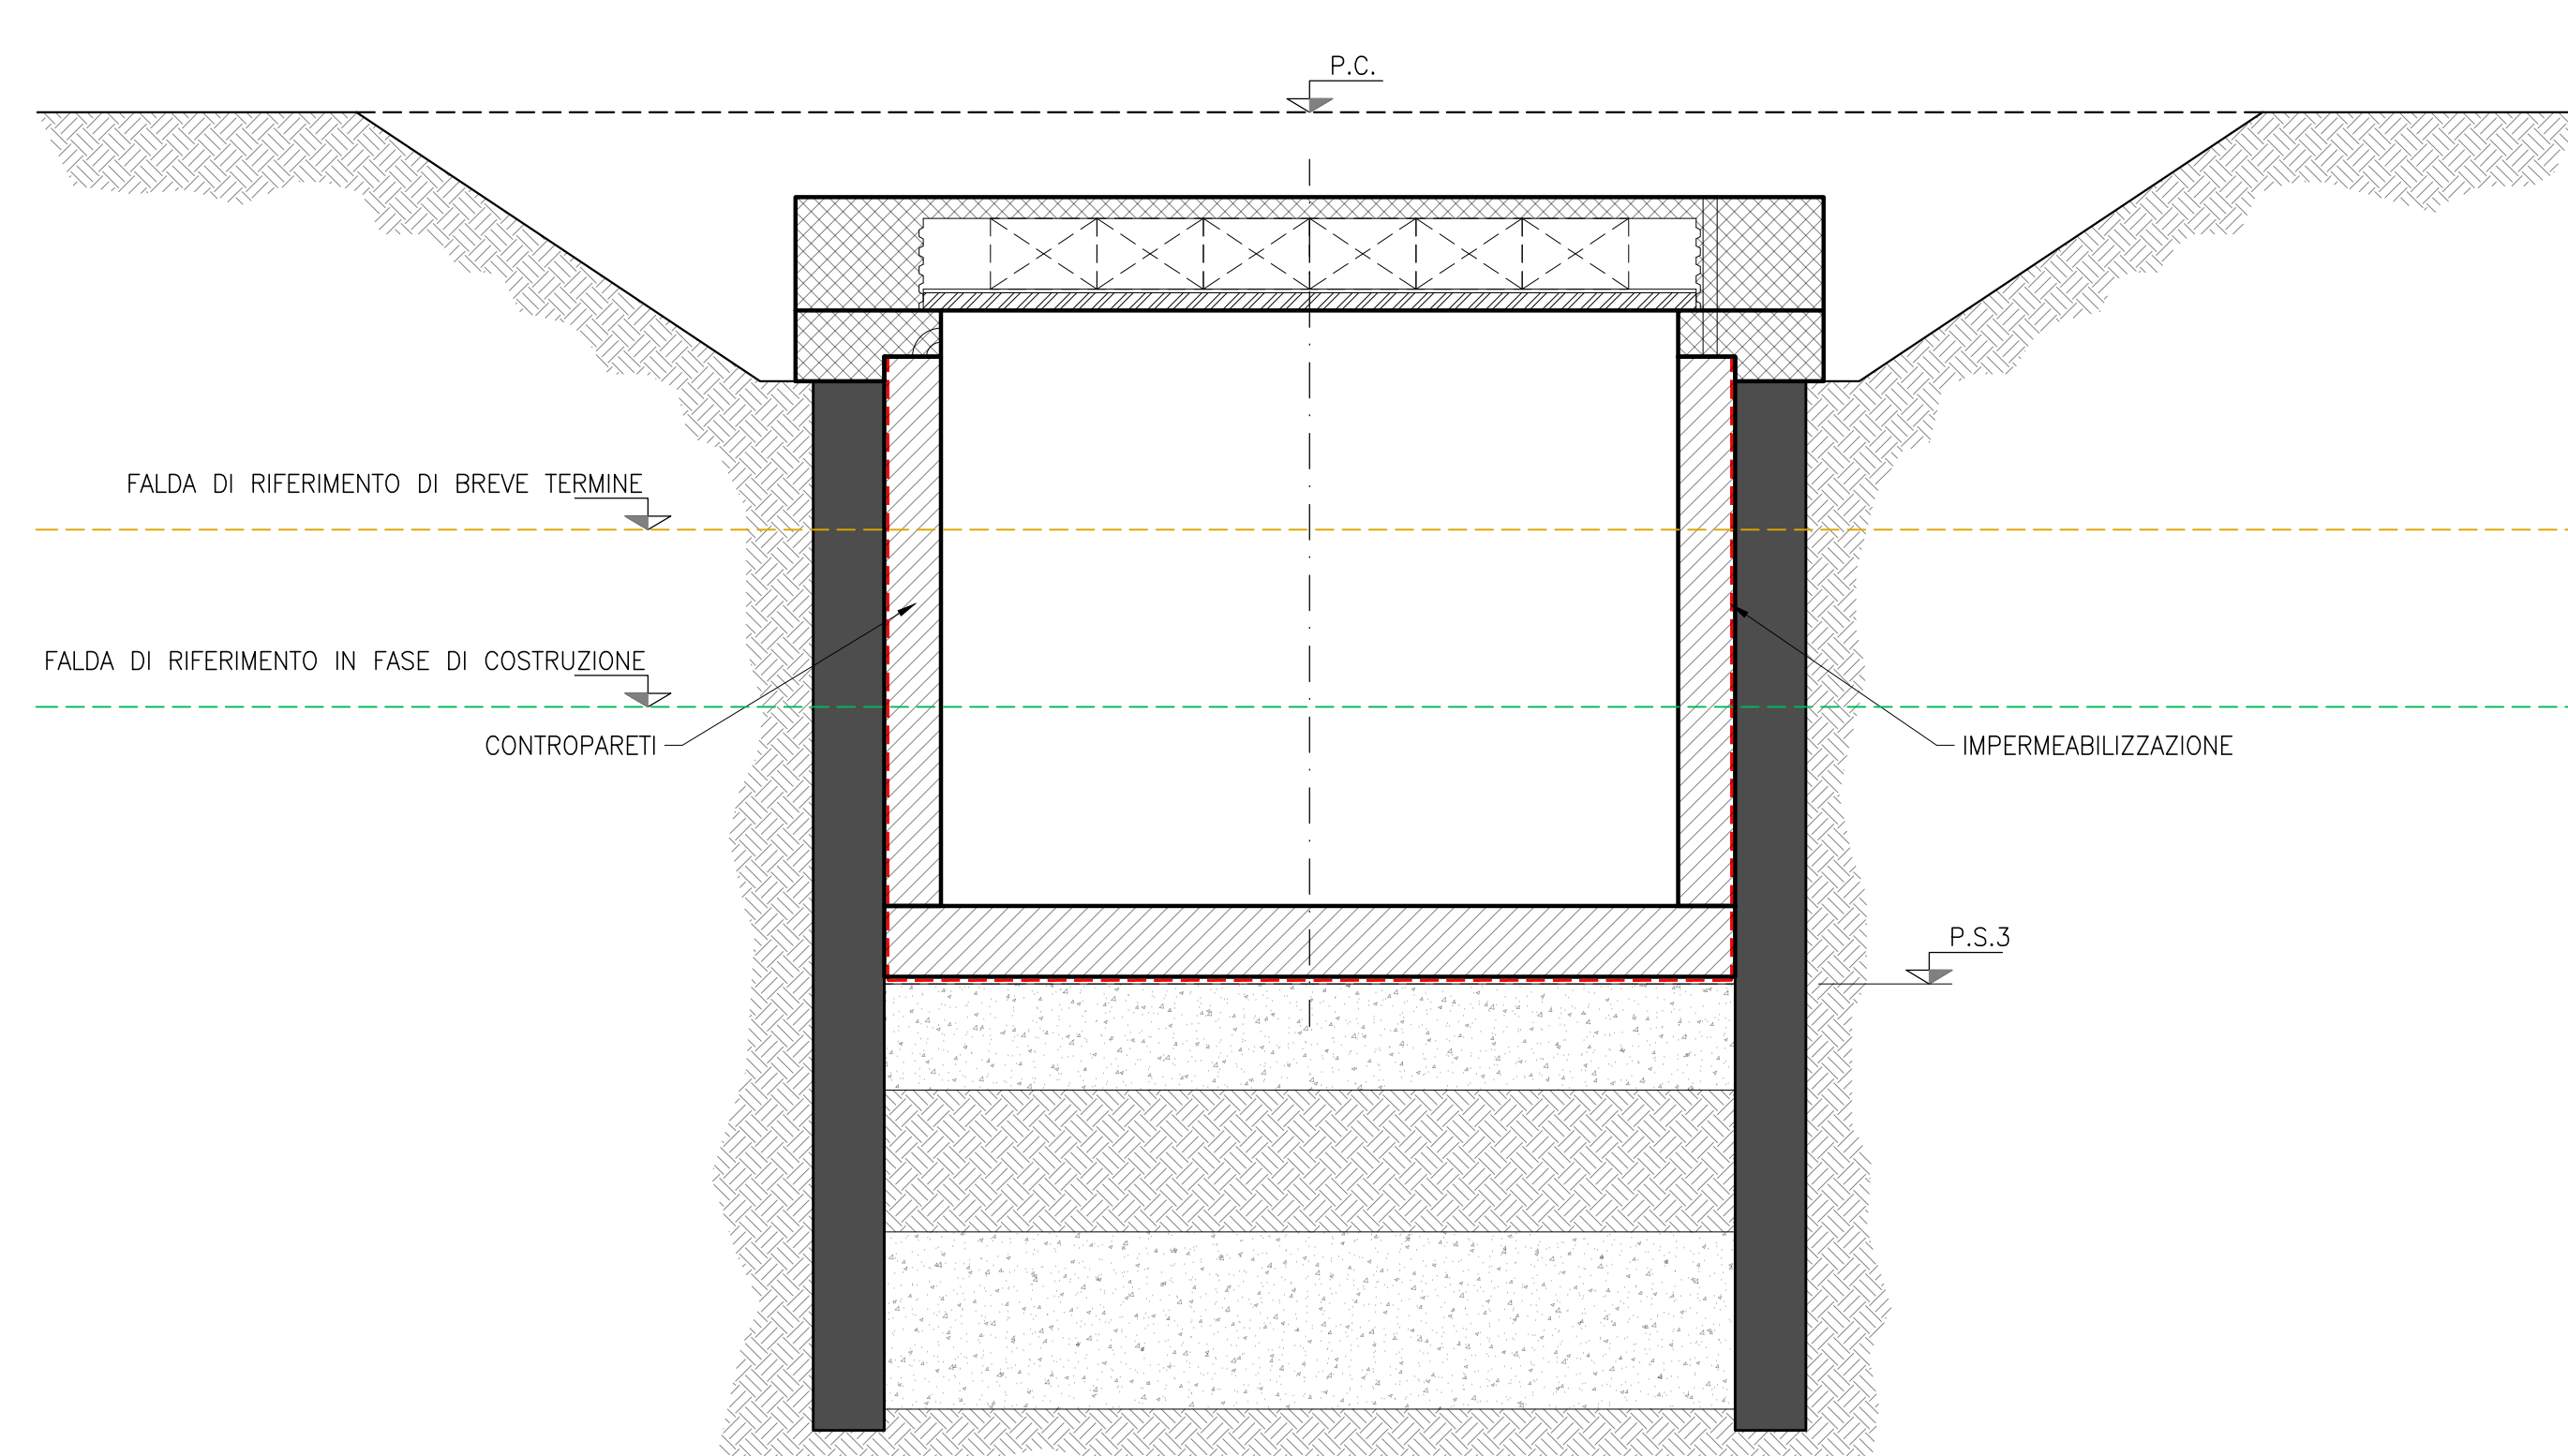 P.C.
FALDA DI RIFERIMENTO DI BREVE TERMINE
FALDA DI RIFERIMENTO IN FASE DI COSTRUZIONE
CONTROPARETI
IMPERMEABILIZZAZIONE
P.S.3